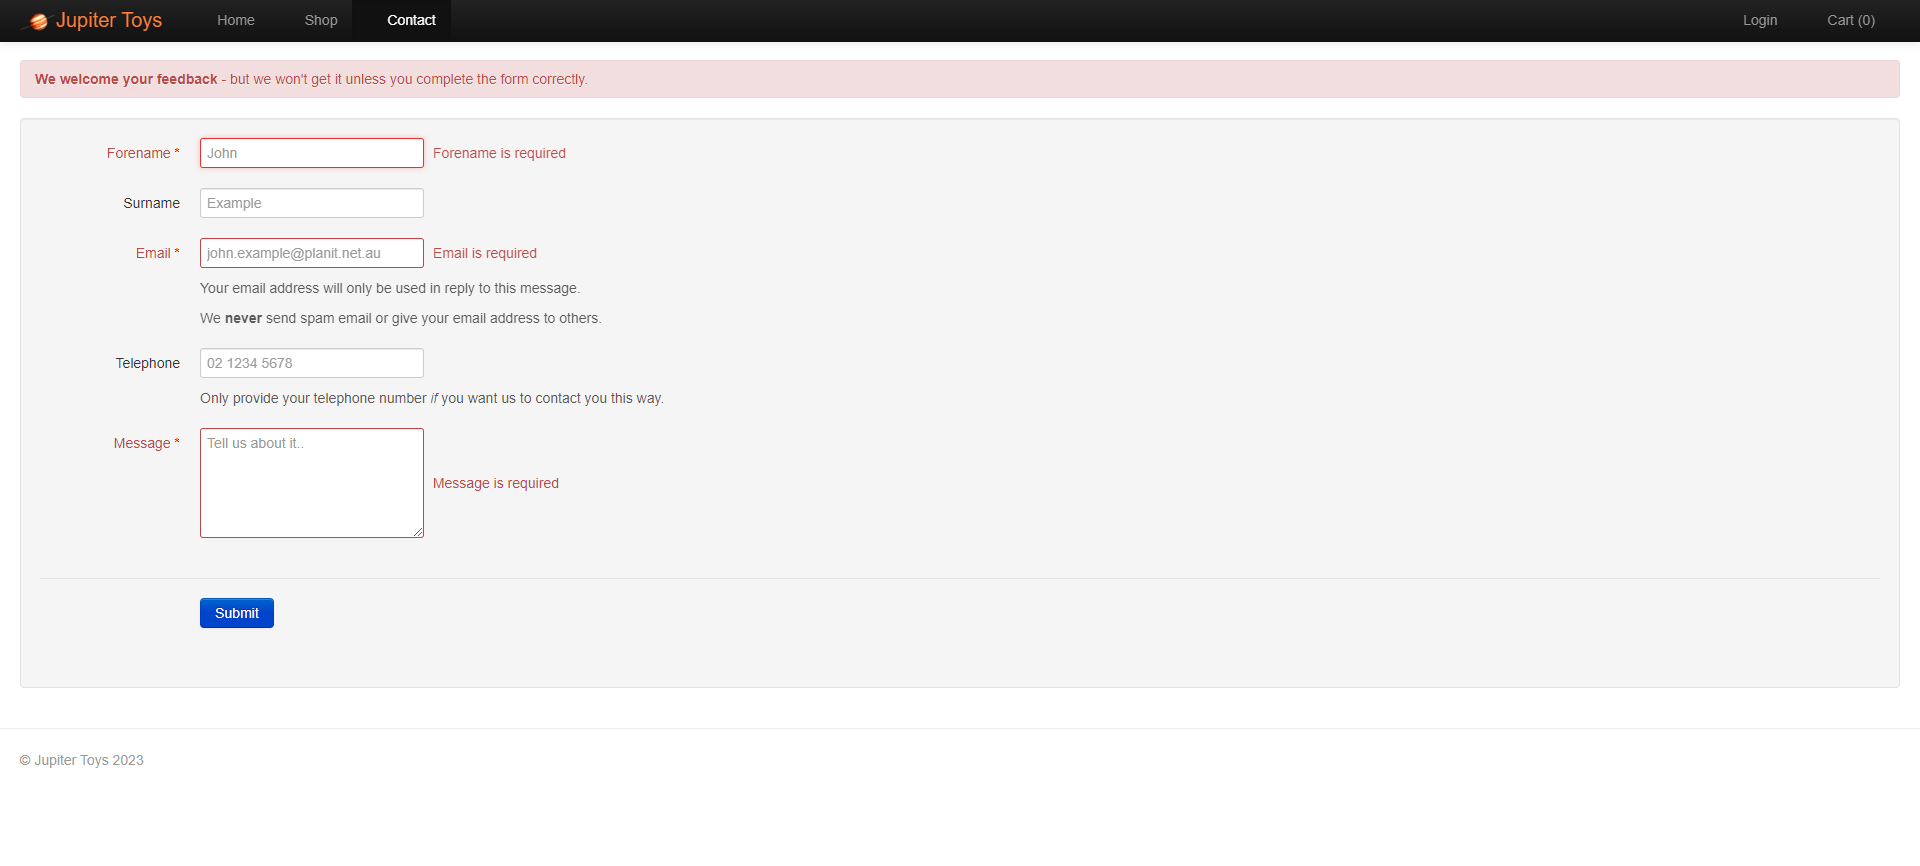 Jupiter Toys Home Shop Contact Login Cart (0)
We welcome your feedback - but we won't get it unless you complete the form correctly.
Forename * John Forename is required
Surname Example
Email * john.example@planit.net.au Email is required
Your email address will only be used in reply to this message.
We never send spam email or give your email address to others.
Telephone 02 1234 5678
Only provide your telephone number if you want us to contact you this way.
Message * Tell us about it..
Message is required
Submit
© Jupiter Toys 2023